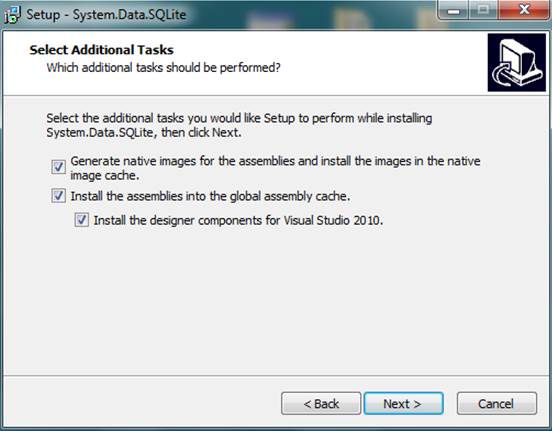 Setup - System.Data.SQLite
Select Additional Tasks
Which additional tasks should be performed?
Select the additional tasks you would like Setup to perform while installing
System.Data.SQLite, then click Next.
Generate native images for the assemblies and install the images in the native
image cache.
Install the assemblies into the global assembly cache.
Install the designer components for Visual Studio 2010.
< Back
Next >
Cancel